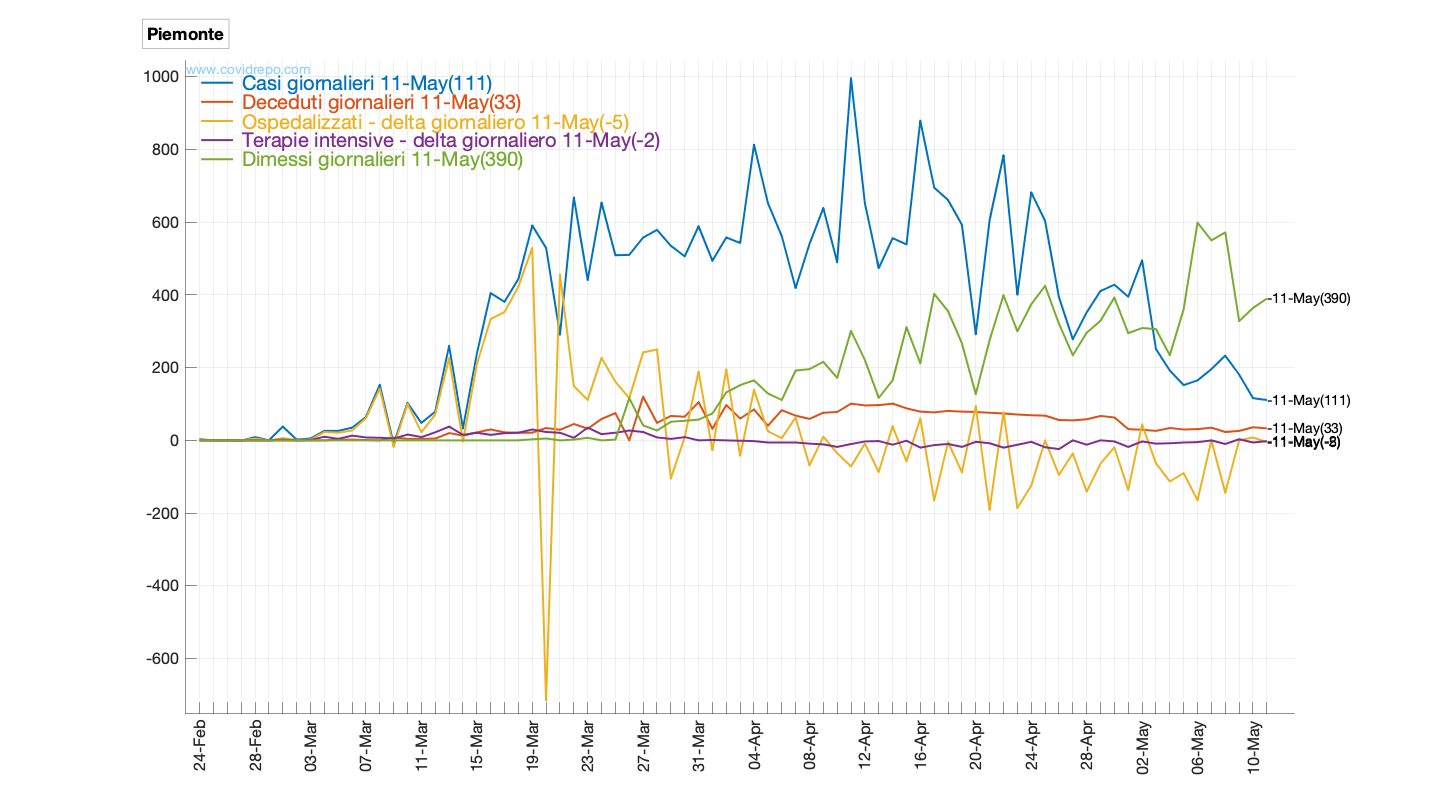 Piemonte
www.covidrepo.com
Casi giornalieri 11-May(111)
Deceduti giornalieri 11-May(33)
Ospedalizzati - delta giornaliero 11-May(-5)
Terapie intensive - delta giornaliero 11-May(-2)
Dimessi giornalieri 11-May(390)
1000
800
600
400
200
0
-200
-400
-600
-11-May(390)
-11-May(111)
-11-May(33)
24-Feb
28-Feb
03-Mar
07-Mar
11-Mar
15-Mar
19-Mar
23-Mar
27-Mar
31-Mar
04-Apr
08-Apr
12-Apr
16-Apr
20-Apr
24-Apr
28-Apr
02-May
06-May
10-May